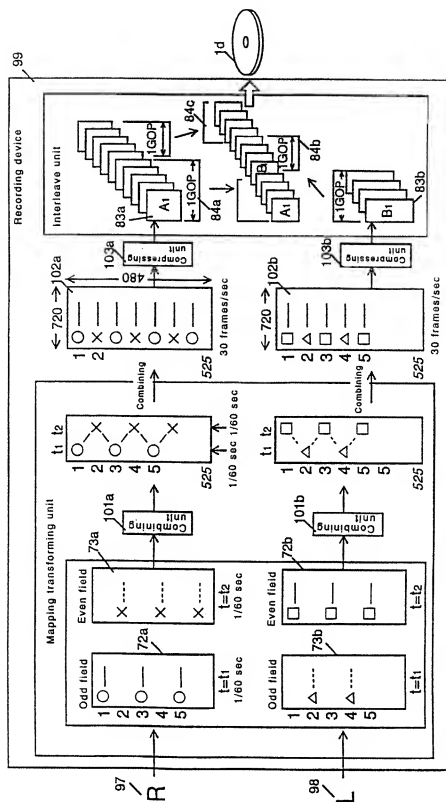 Recording device
99
Mapping transforming unit
Interleave unit
97
R
Odd field
72a
1
2
3
4
5
t=t1
1/60 sec
Even field
73a
t=t2
1/60 sec
101a
Combining unit
t1 t2
1
2
3
4
5
525
1/60 sec 1/60 sec
Combining
720
102a
480
1
2
525
30 frames/sec
103a
Compressing unit
83a
A1
1GOP
1GOP
84a
84c
A1
B
1GOP
84b
1d
98
L
Odd field
73b
1
2
3
4
5
t=t1
Even field
72b
t=t2
101b
Combining unit
t1 t2
1
2
3
4
5
525
Combining
720
102b
1
2
3
4
5
525
30 frames/sec
103b
Compressing unit
1GOP
B1
83b